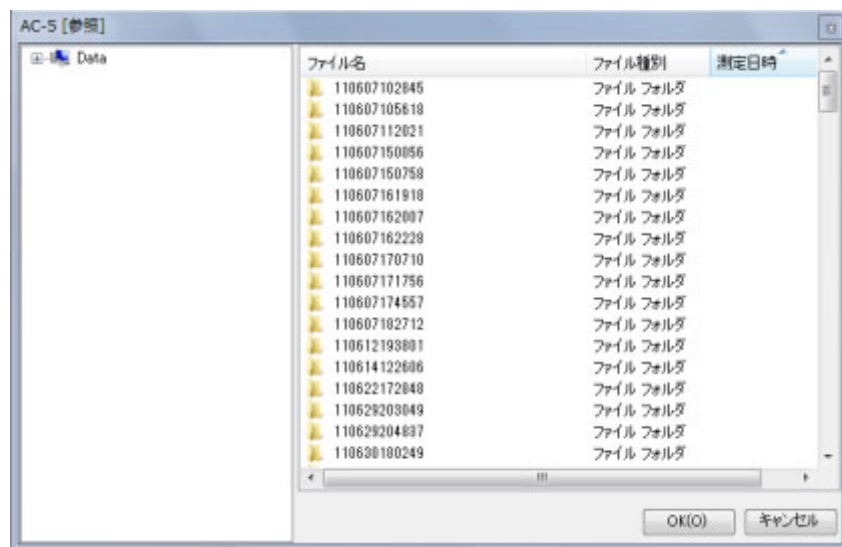 AC-5 [参照]
Data
ファイル名 ファイル種別 測定日時
110607102845 ファイル フォルダ
110607105618 ファイル フォルダ
110607112021 ファイル フォルダ
110607150056 ファイル フォルダ
110607150758 ファイル フォルダ
110607161918 ファイル フォルダ
110607162007 ファイル フォルダ
110607162228 ファイル フォルダ
110607170710 ファイル フォルダ
110607171756 ファイル フォルダ
110607174557 ファイル フォルダ
110607182712 ファイル フォルダ
110612193801 ファイル フォルダ
110614122606 ファイル フォルダ
110622172848 ファイル フォルダ
110629203049 ファイル フォルダ
110629204837 ファイル フォルダ
110630180249 ファイル フォルダ
OK(O) キャンセル